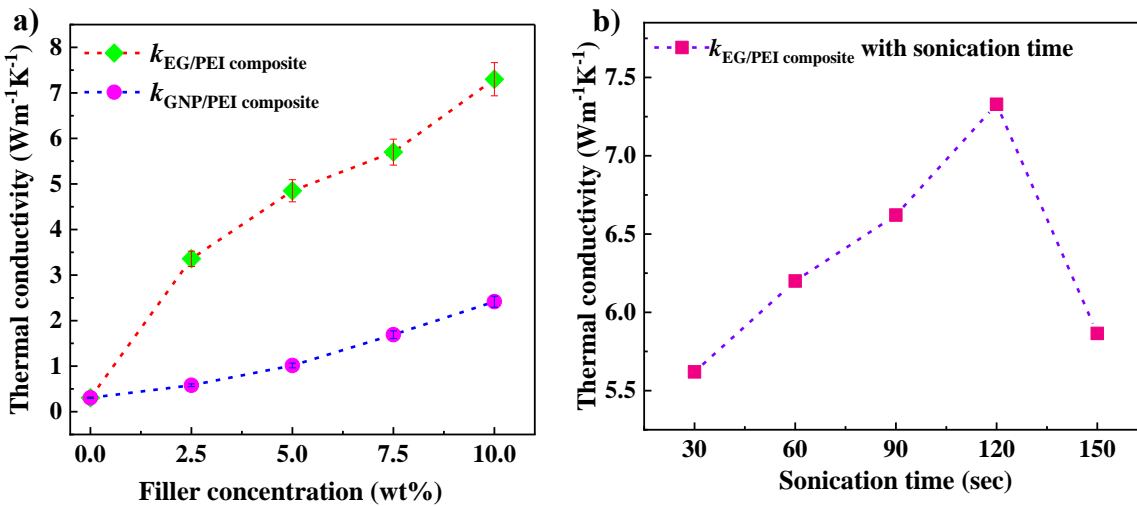 a)
Thermal conductivity (Wm⁻¹K⁻¹)
8
7
6
5
4
3
2
1
0
k EG/PEI composite
k GNP/PEI composite
0.0 2.5 5.0 7.5 10.0
Filler concentration (wt%)
b)
Thermal conductivity (Wm⁻¹K⁻¹)
7.5
7.0
6.5
6.0
5.5
k EG/PEI composite with sonication time
30 60 90 120 150
Sonication time (sec)